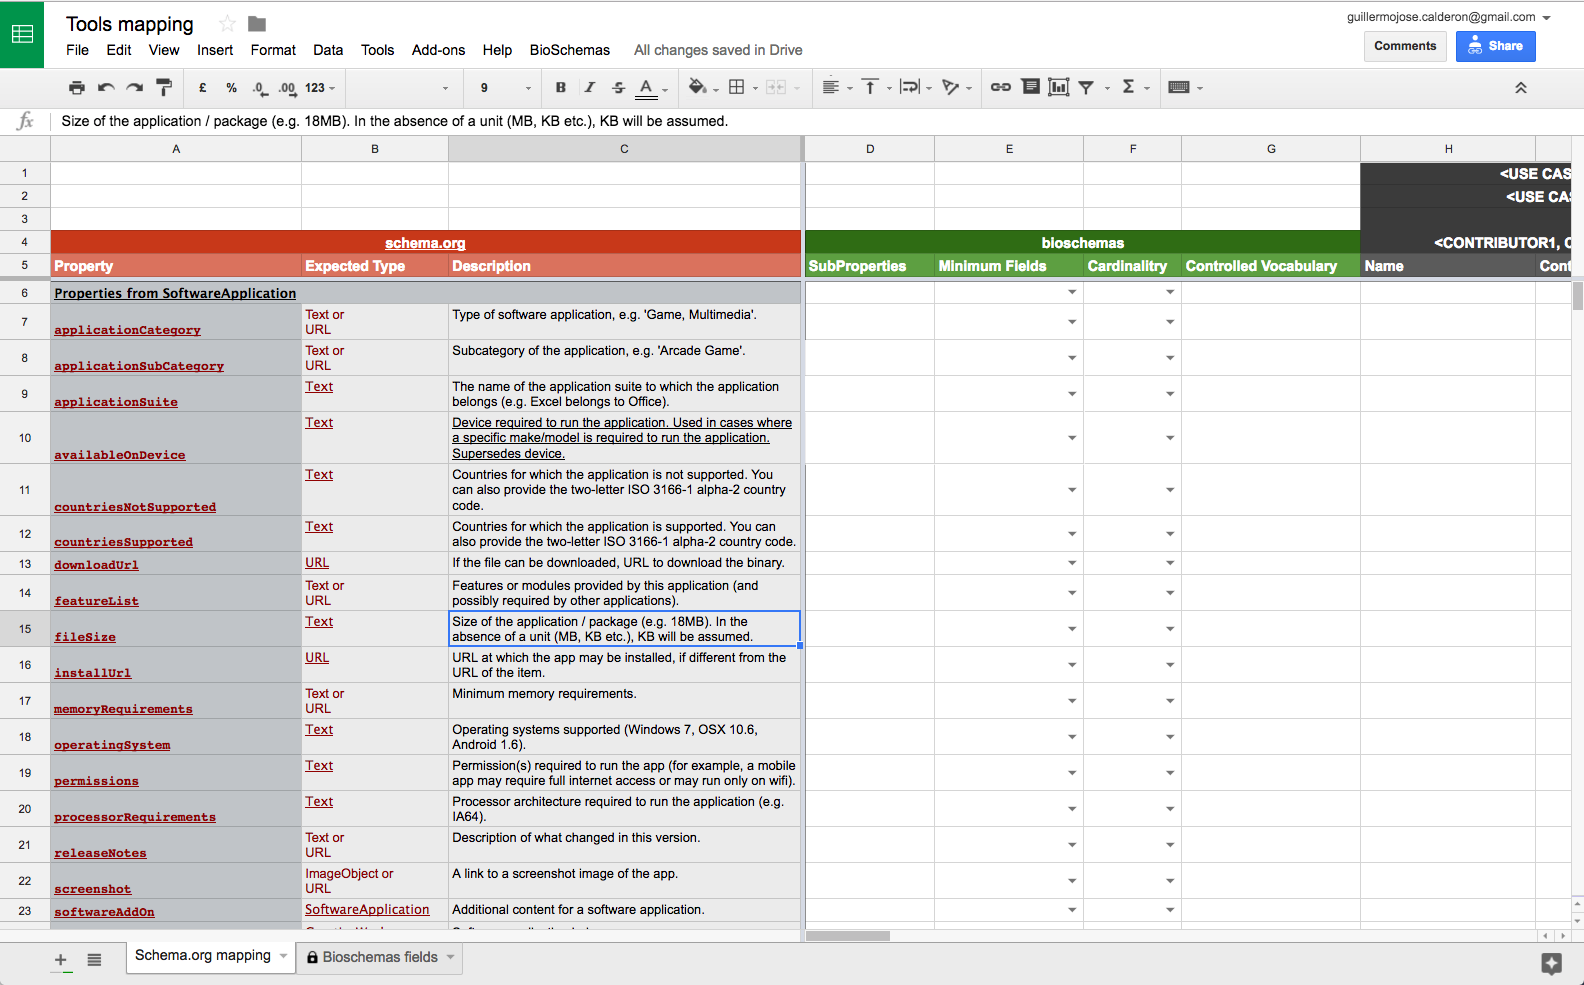 Tools mapping
guillermojose.calderon@gmail.com
File Edit View Insert Format Data Tools Add-ons Help BioSchemas All changes saved in Drive
Comments Share
£ % .0 .00 123 9 B I S A Σ
fx Size of the application / package (e.g. 18MB). In the absence of a unit (MB, KB etc.), KB will be assumed.
A B C D E F G H
1 <USE CAS
2 <USE CA
3
4 schema.org bioschemas <CONTRIBUTOR1, C
5 Property Expected Type Description SubProperties Minimum Fields Cardinalitry Controlled Vocabulary Name Cont
6 Properties from SoftwareApplication
7 applicationCategory Text or
URL Type of software application, e.g. 'Game, Multimedia'.
8 applicationSubCategory Text or
URL Subcategory of the application, e.g. 'Arcade Game'.
9 applicationSuite Text The name of the application suite to which the application
belongs (e.g. Excel belongs to Office).
10 availableOnDevice Text Device required to run the application. Used in cases where
a specific make/model is required to run the application.
Supersedes device.
11 countriesNotSupported Text Countries for which the application is not supported. You
can also provide the two-letter ISO 3166-1 alpha-2 country
code.
12 countriesSupported Text Countries for which the application is supported. You can
also provide the two-letter ISO 3166-1 alpha-2 country code.
13 downloadUrl URL If the file can be downloaded, URL to download the binary.
14 featureList Text or
URL Features or modules provided by this application (and
possibly required by other applications).
15 fileSize Text Size of the application / package (e.g. 18MB). In the
absence of a unit (MB, KB etc.), KB will be assumed.
16 installUrl URL URL at which the app may be installed, if different from the
URL of the item.
17 memoryRequirements Text or
URL Minimum memory requirements.
18 operatingSystem Text Operating systems supported (Windows 7, OSX 10.6,
Android 1.6).
19 permissions Text Permission(s) required to run the app (for example, a mobile
app may require full internet access or may run only on wifi).
20 processorRequirements Text Processor architecture required to run the application (e.g.
IA64).
21 releaseNotes Text or
URL Description of what changed in this version.
22 screenshot ImageObject or
URL A link to a screenshot image of the app.
23 softwareAddOn SoftwareApplication Additional content for a software application.
Schema.org mapping Bioschemas fields